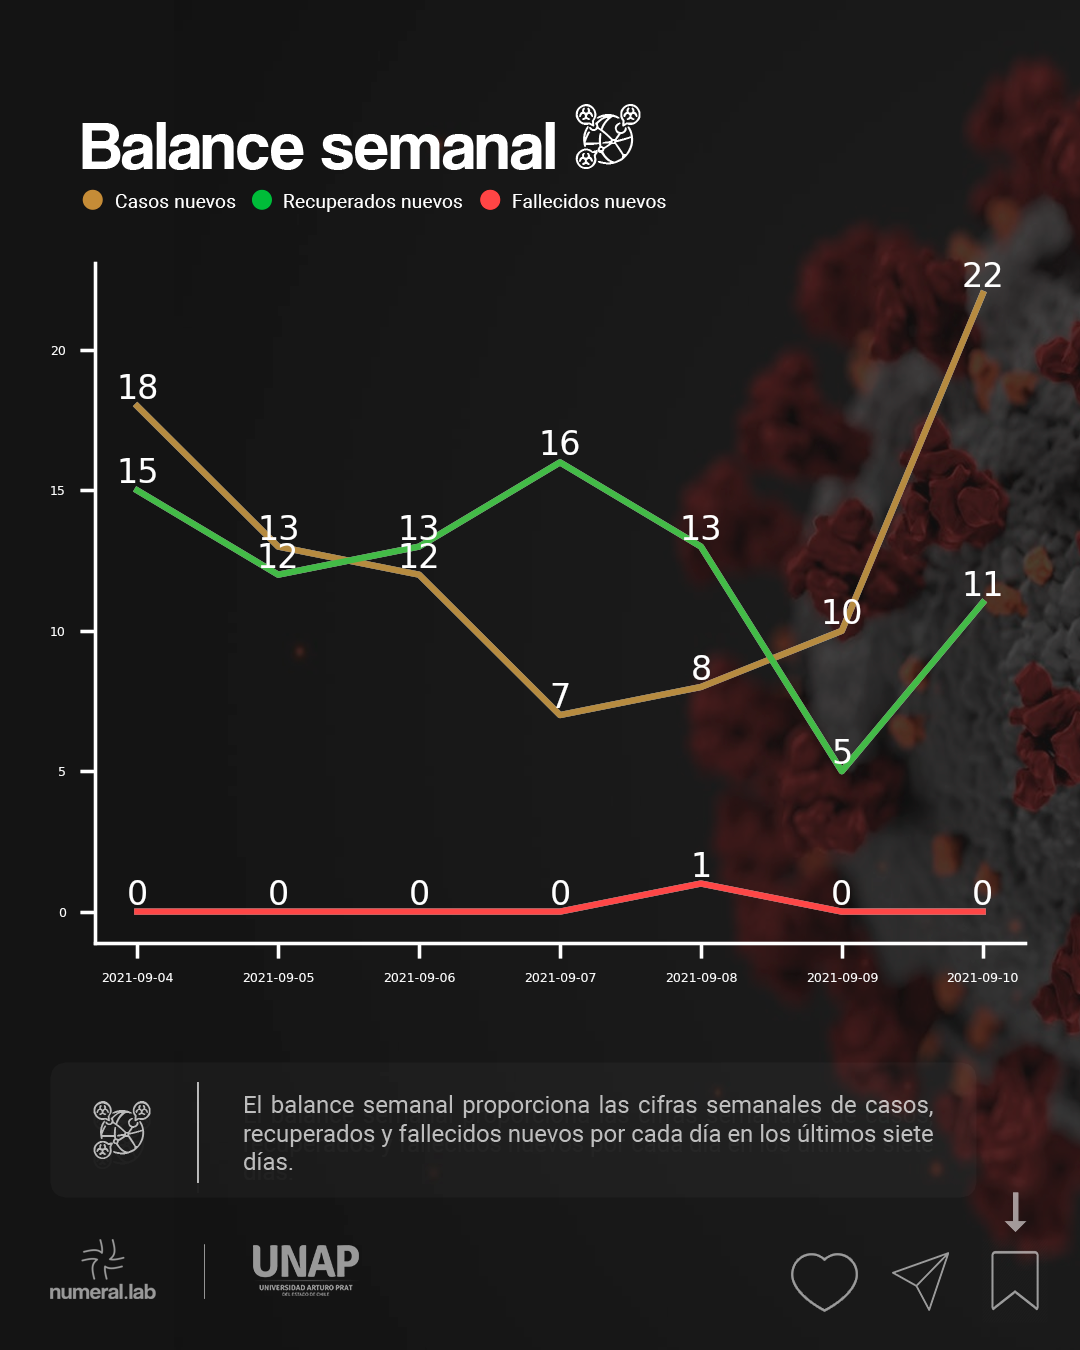 Balance semanal
Casos nuevos Recuperados nuevos Fallecidos nuevos
22
20
18
15
16
15
13 13 13
12 12
11
10
10
8
7
5
5
1
0 0 0 0 0 0
0
2021-09-04 2021-09-05 2021-09-06 2021-09-07 2021-09-08 2021-09-09 2021-09-10
El balance semanal proporciona las cifras semanales de casos,
recuperados y fallecidos nuevos por cada día en los últimos siete
días.
numeral.lab
UNAP
UNIVERSIDAD ARTURO PRAT
DEL ESTADO DE CHILE